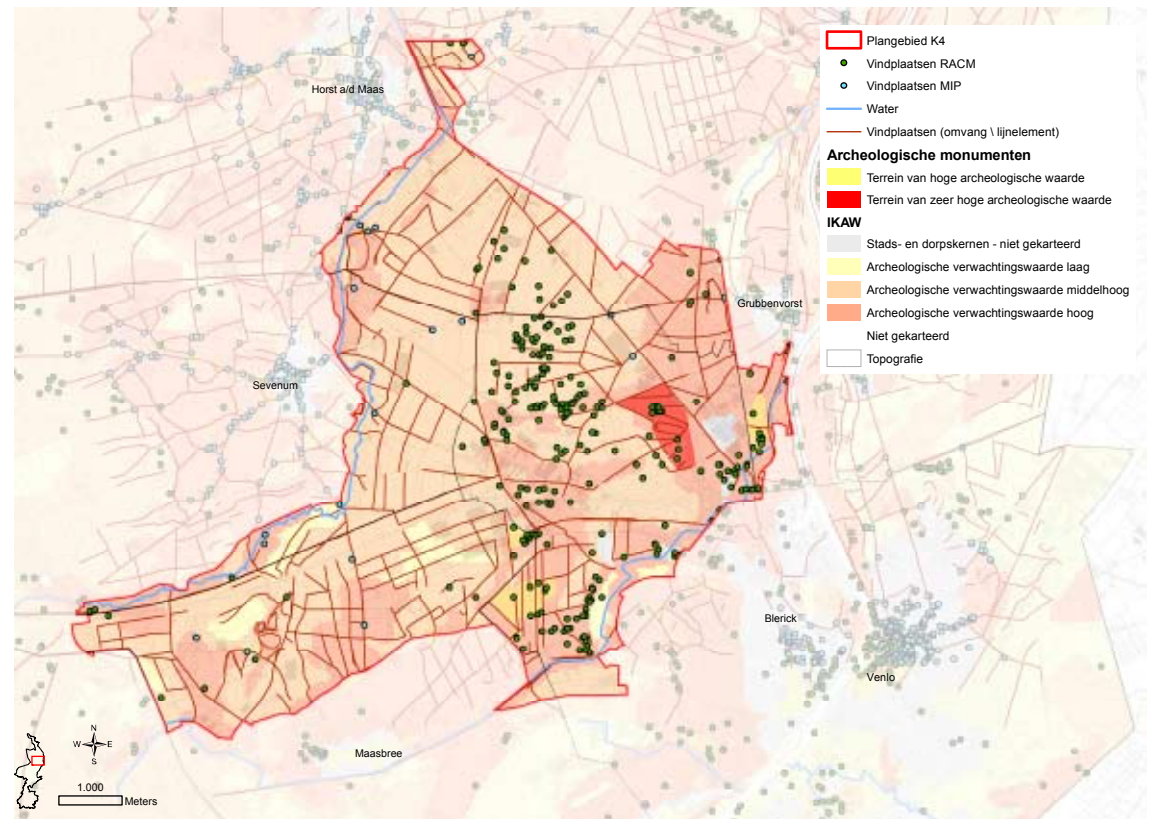 Plangebied K4
Vindplaatsen RACM
Vindplaatsen MIP
Water
Vindplaatsen (omvang \ lijnelement)
Archeologische monumenten
Terrein van hoge archeologische waarde
Terrein van zeer hoge archeologische waarde
IKAW
Stads- en dorpskernen - niet gekarteerd
Archeologische verwachtingswaarde laag
Archeologische verwachtingswaarde middelhoog
Archeologische verwachtingswaarde hoog
Niet gekarteerd
Topografie
Horst a/d Maas
Grubbenvorst
Sevenum
Blerick
Venlo
Maasbree
N
W E
S
1.000
Meters